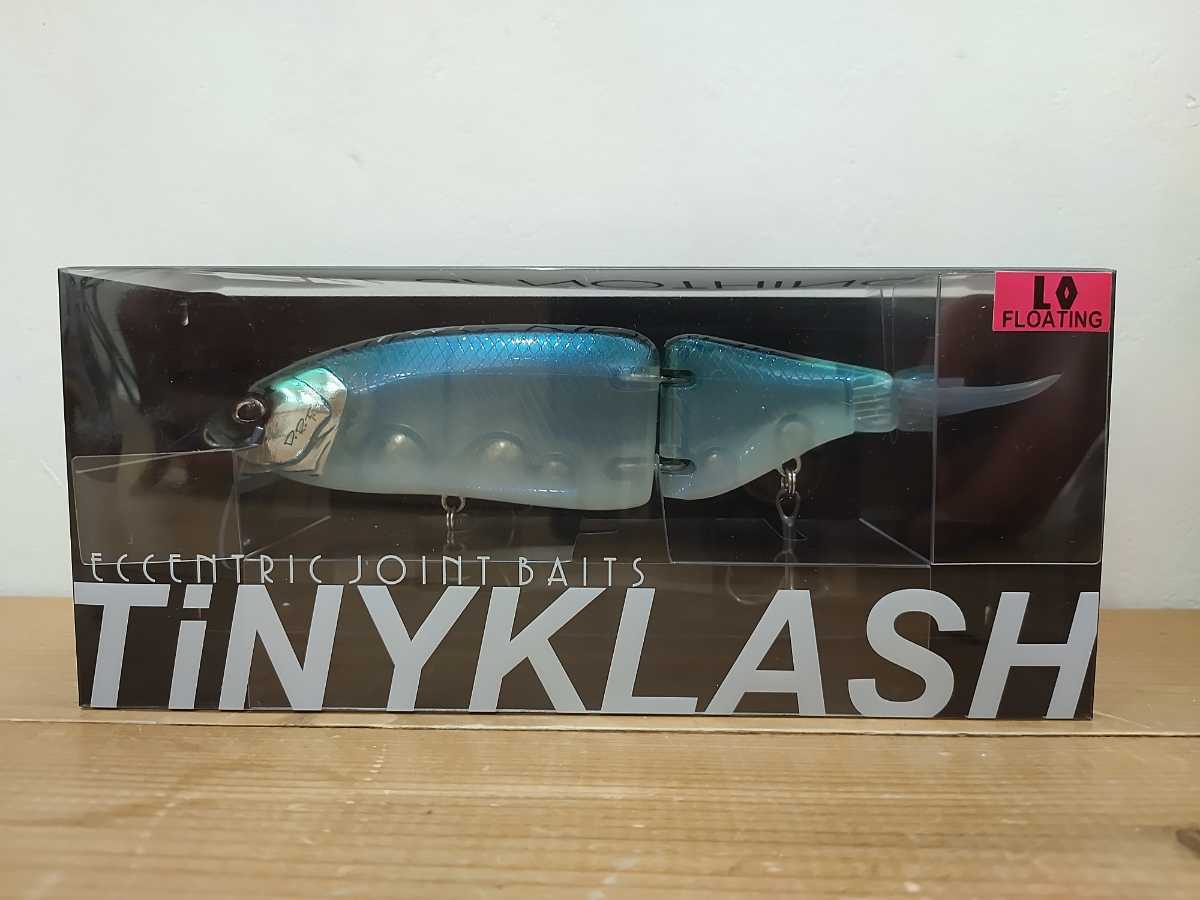 LO
FLOATING
D.R.T
ECCENTRIC JOINT BAITS
TiNYKLASH